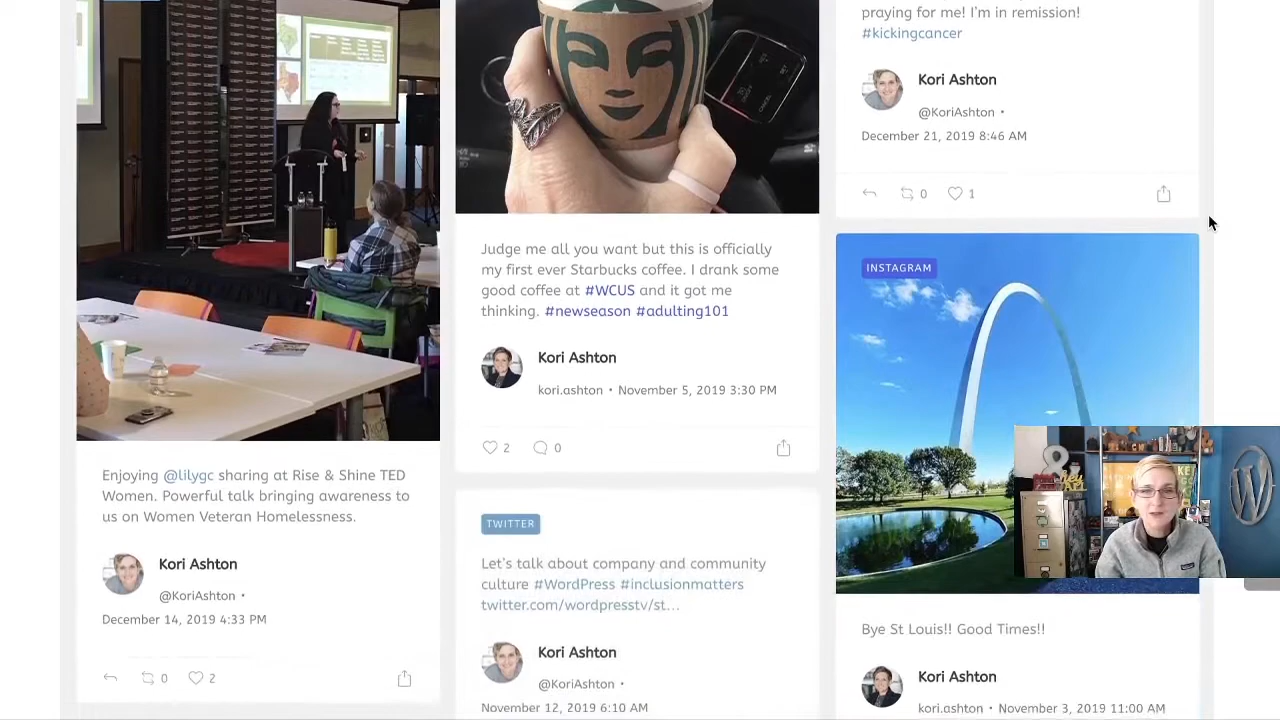 Enjoying @lilygc sharing at Rise & Shine TED
Women. Powerful talk bringing awareness to
us on Women Veteran Homelessness.
Kori Ashton
@KoriAshton •
December 14, 2019 4:33 PM
0
2
Judge me all you want but this is officially
my first ever Starbucks coffee. I drank some
good coffee at #WCUS and it got me
thinking. #newseason #adulting101
Kori Ashton
kori.ashton • November 5, 2019 3:30 PM
2
0
TWITTER
Let's talk about company and community
culture #WordPress #inclusionmatters
twitter.com/wordpresstv/st...
Kori Ashton
@KoriAshton •
November 12, 2019 6:10 AM
praying for me! I'm in remission!
#kickingcancer
Kori Ashton
@KoriAshton •
December 21, 2019 8:46 AM
0
1
INSTAGRAM
Bye St Louis!! Good Times!!
Kori Ashton
kori.ashton • November 3, 2019 11:00 AM